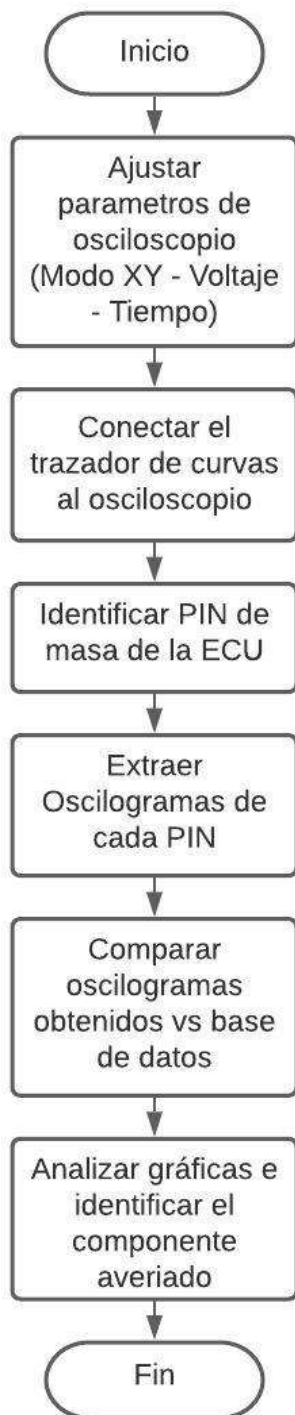 Inicio
Ajustar
parametros de
osciloscopio
(Modo XY - Voltaje
- Tiempo)
Conectar el
trazador de curvas
al osciloscopio
Identificar PIN de
masa de la ECU
Extraer
Oscilogramas de
cada PIN
Comparar
oscilogramas
obtenidos vs base
de datos
Analizar gráficas e
identificar el
componente
averiado
Fin